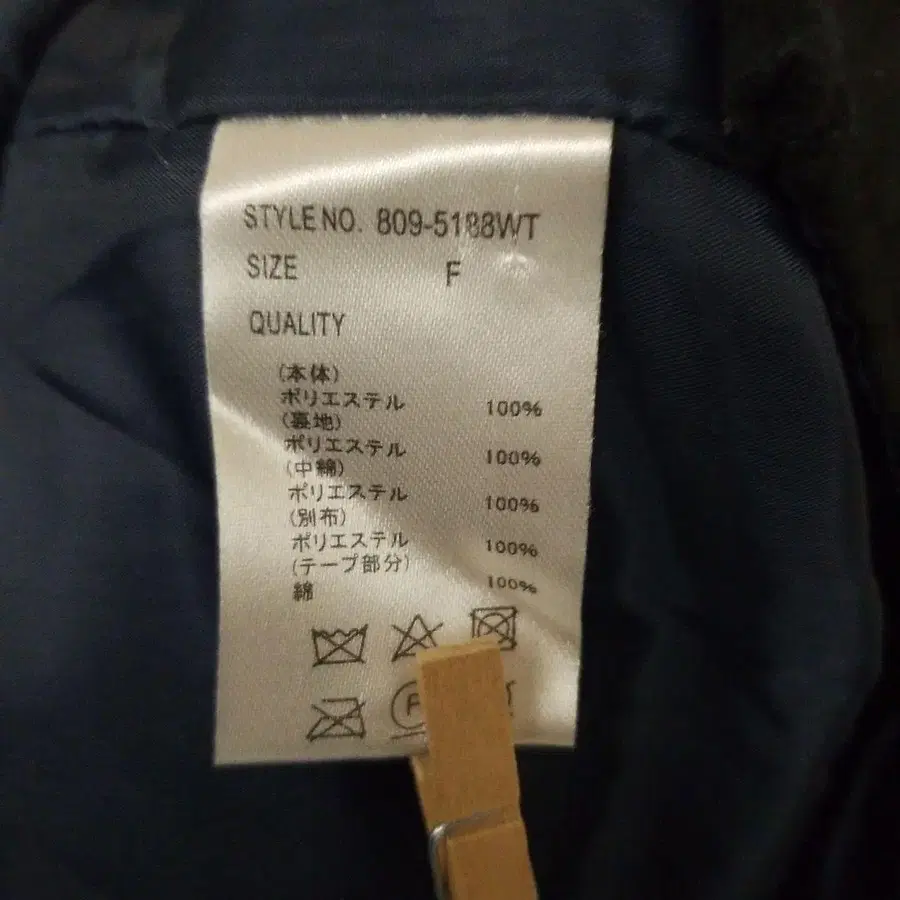 STYLE NO. 809-5188WT
SIZE F
QUALITY
(本体)
ポリエステル 100%
(裏地)
ポリエステル 100%
(中綿)
ポリエステル 100%
(別布)
ポリエステル 100%
(テープ部分)
綿 100%